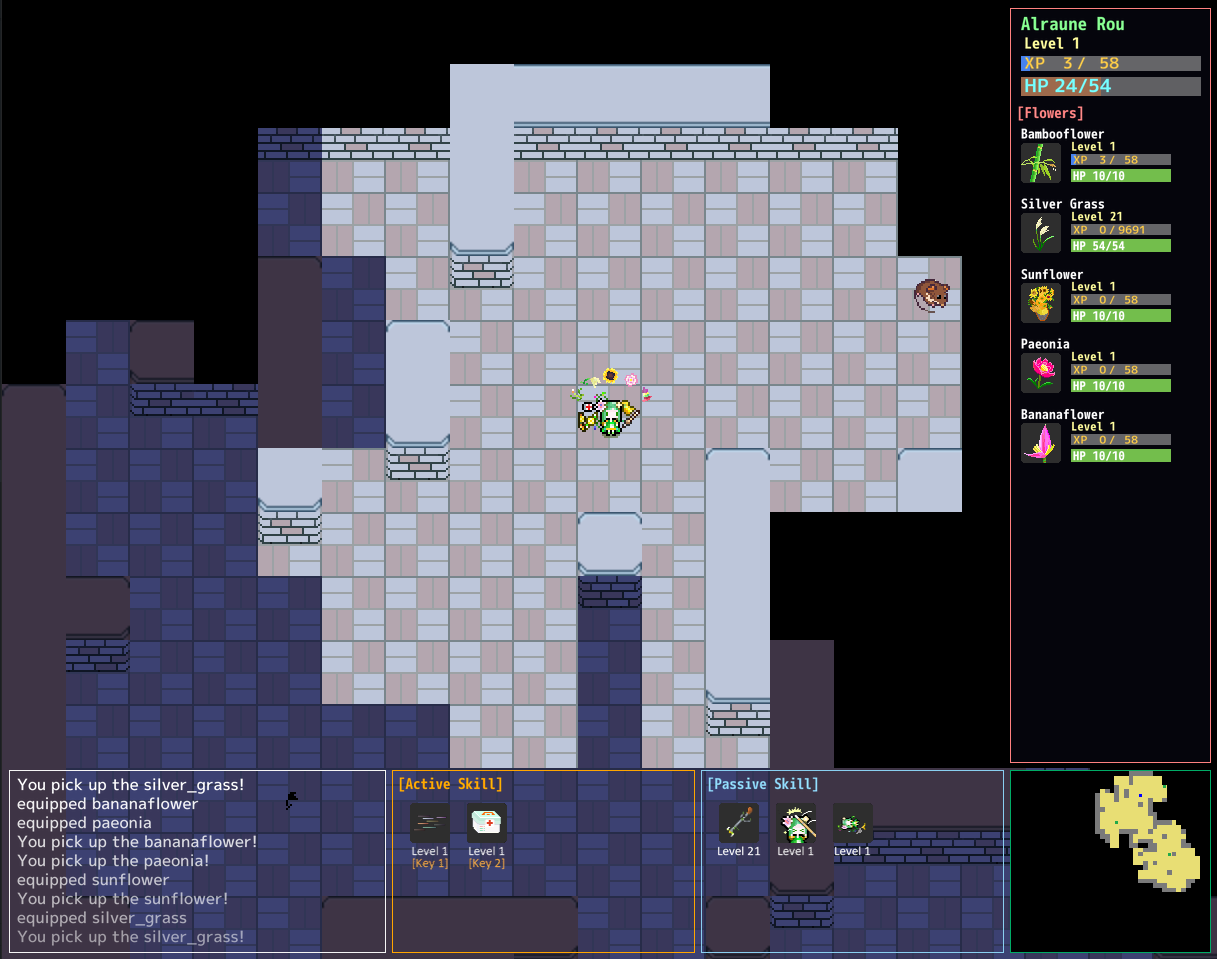 Alraune Rou
Level 1
XP 3/ 58
HP 24/54
[Flowers]
Bambooflower
Level 1
XP 3/ 58
HP 10/10
Silver Grass
Level 21
XP 0/9691
HP 54/54
Sunflower
Level 1
XP 0/ 58
HP 10/10
Paeonia
Level 1
XP 0/ 58
HP 10/10
Bananaflower
Level 1
XP 0/ 58
HP 10/10
You pick up the silver_grass!
equipped bananaflower
equipped paeonia
You pick up the bananaflower!
You pick up the paeonia!
equipped sunflower
You pick up the sunflower!
equipped silver_grass
You pick up the silver_grass!
[Active Skill]
Level 1 Level 1
[Key 1] [Key 2]
[Passive Skill]
Level 21 Level 1 Level 1